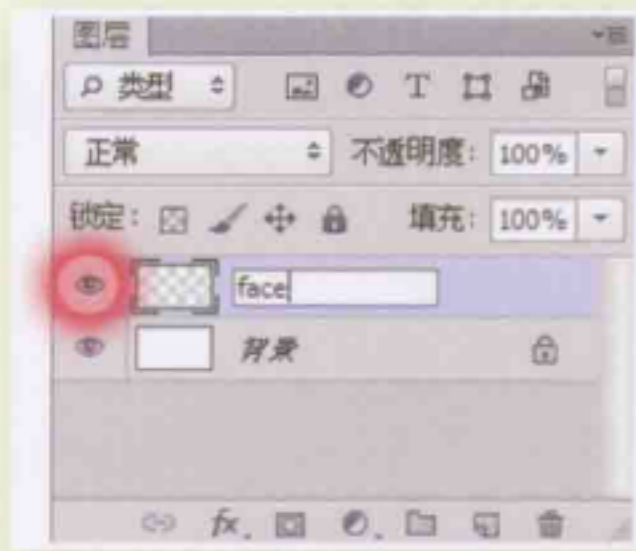 图层
类型
正常 不透明度: 100%
锁定: 填充: 100%
face
背景
fx.